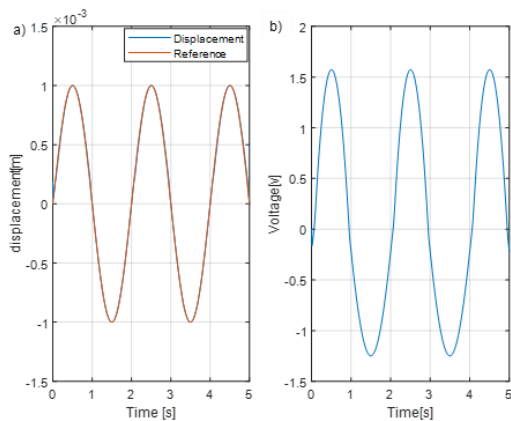 a)
×10⁻³
1.5
1
0.5
0
-0.5
-1
-1.5
displacement[m]
Displacement
Reference
0 1 2 3 4 5
Time [s]
b)
2
1.5
1
0.5
0
-0.5
-1
-1.5
Voltage[v]
0 1 2 3 4 5
Time[s]